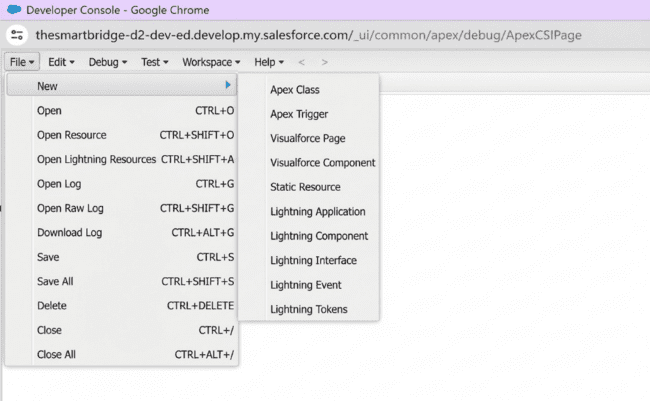 Developer Console - Google Chrome
thesmartbridge-d2-dev-ed.develop.my.salesforce.com/_ui/common/apex/debug/ApexCSIPage
File Edit Debug Test Workspace Help < >
New
Open CTRL+O
Open Resource CTRL+SHIFT+O
Open Lightning Resources CTRL+SHIFT+A
Open Log CTRL+G
Open Raw Log CTRL+SHIFT+G
Download Log CTRL+ALT+G
Save CTRL+S
Save All CTRL+SHIFT+S
Delete CTRL+DELETE
Close CTRL+/
Close All CTRL+ALT+/
Apex Class
Apex Trigger
Visualforce Page
Visualforce Component
Static Resource
Lightning Application
Lightning Component
Lightning Interface
Lightning Event
Lightning Tokens